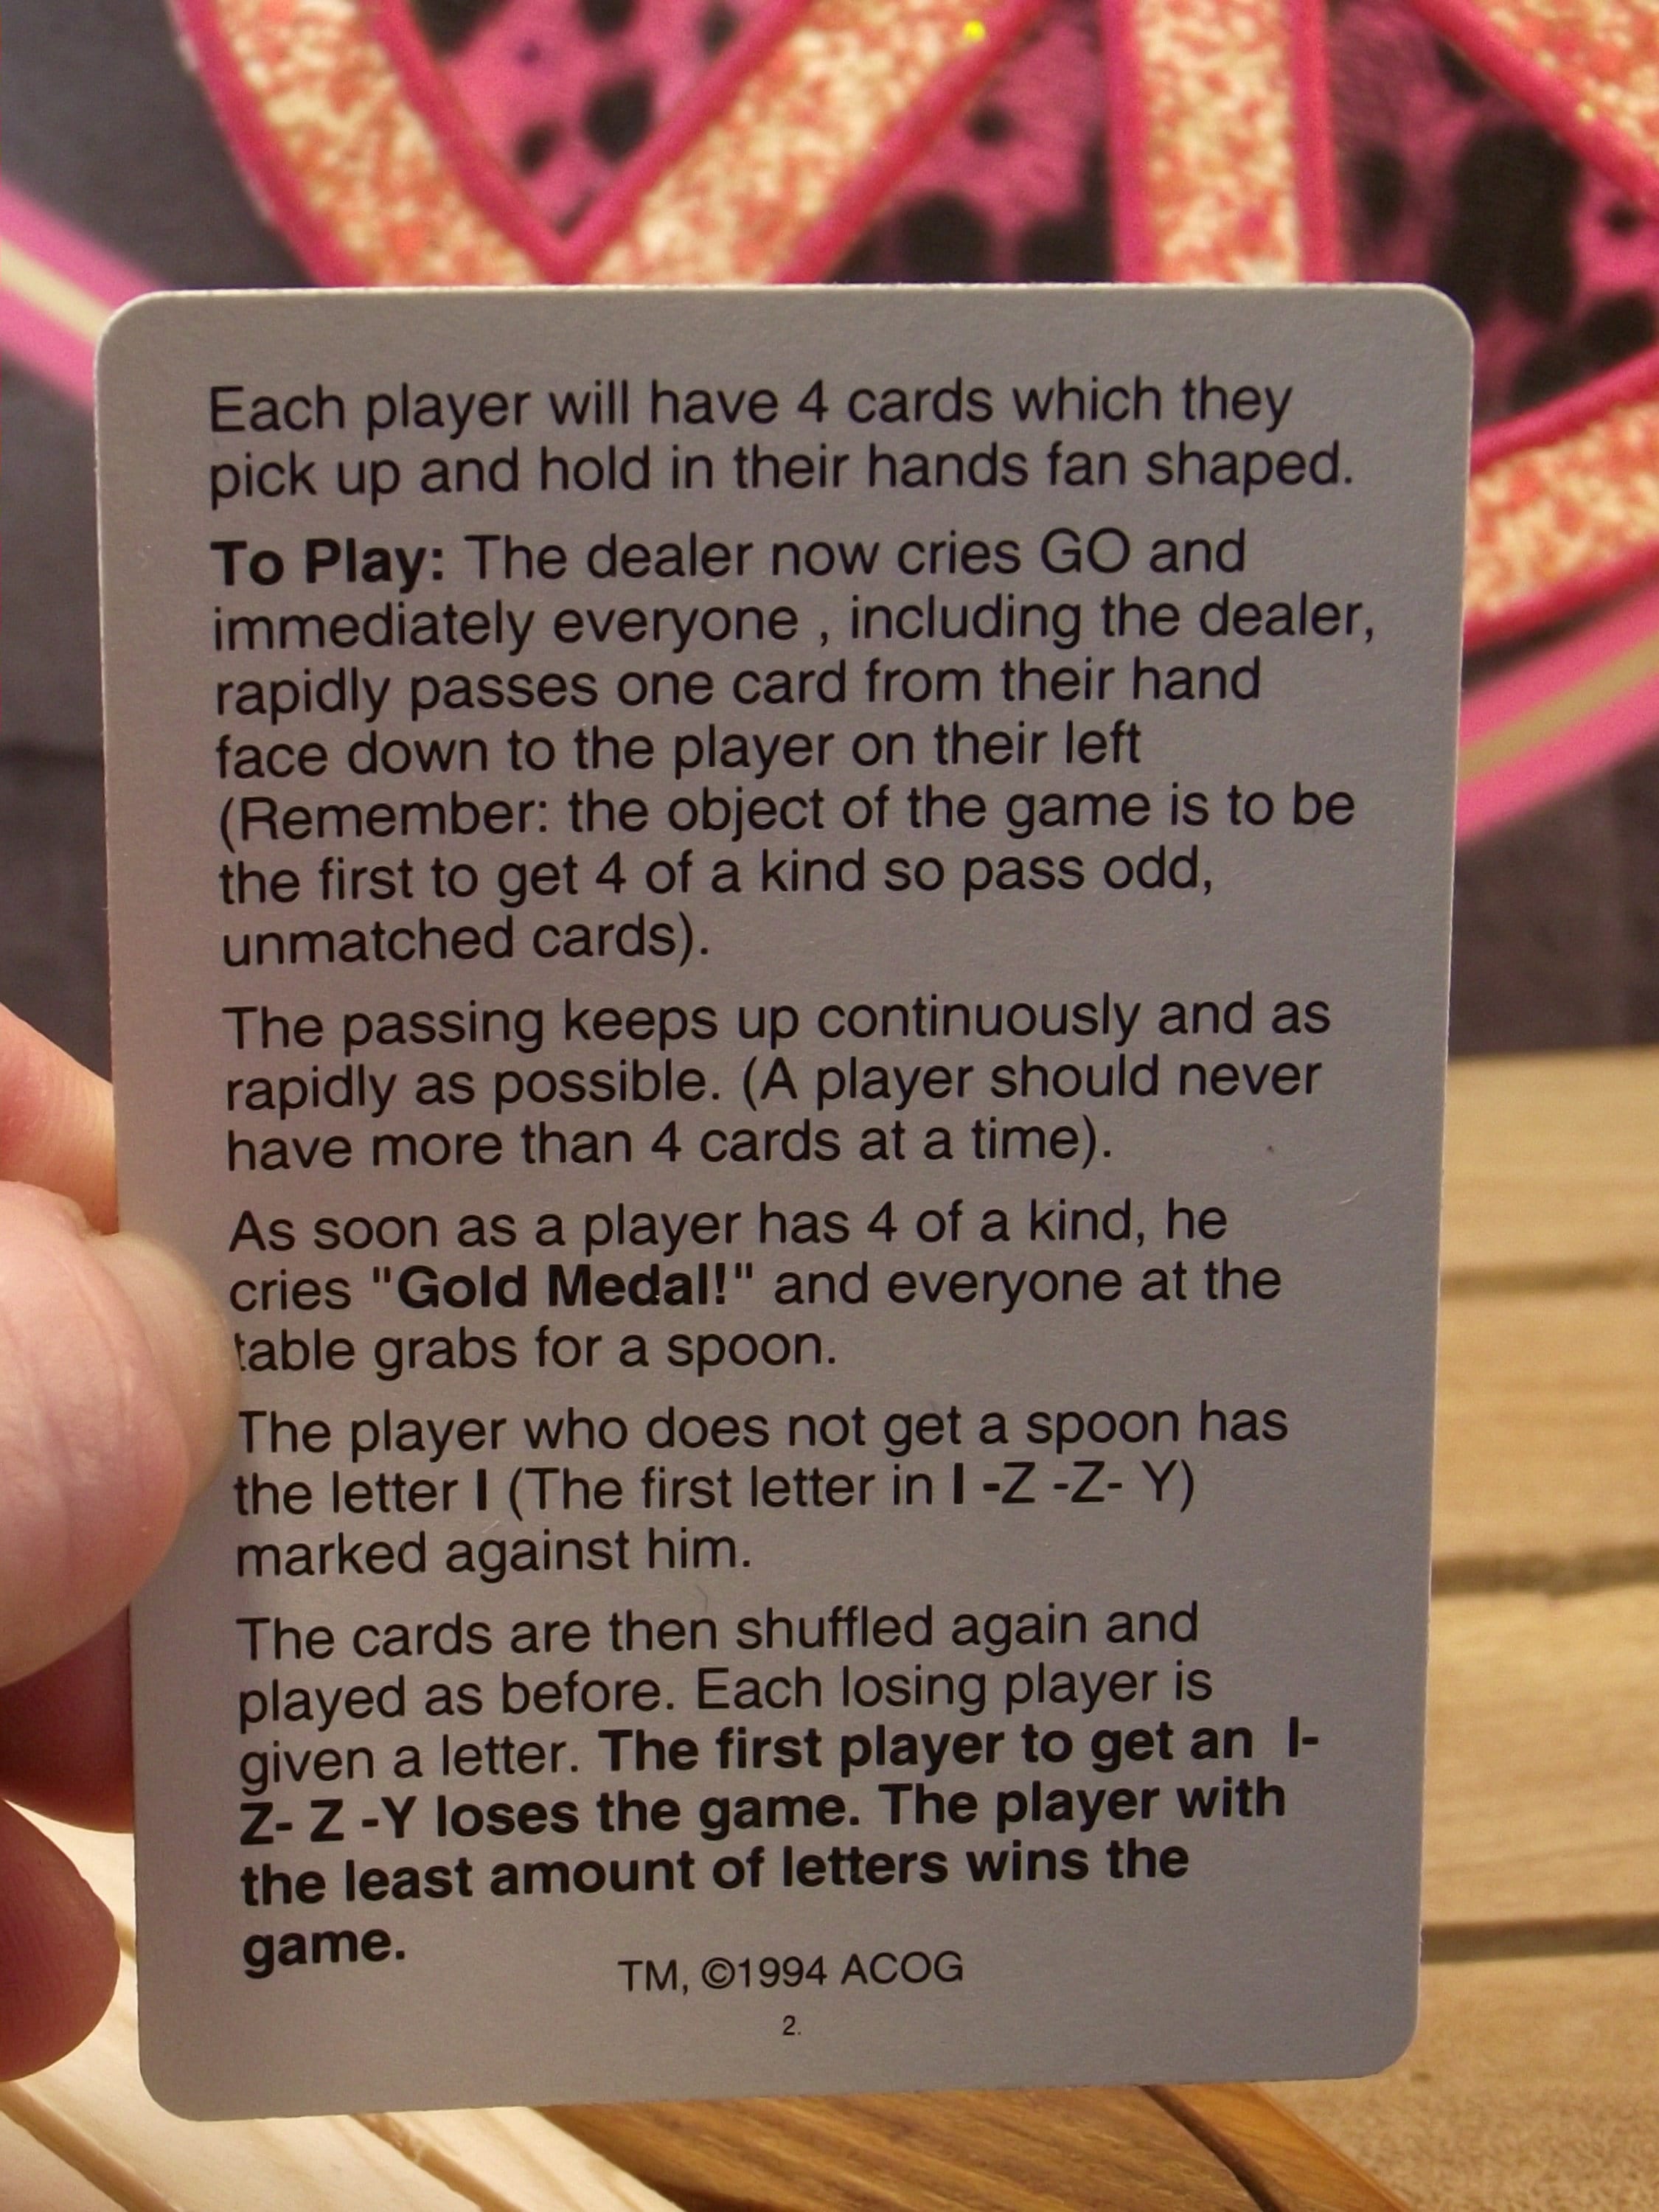 Each player will have 4 cards which they
pick up and hold in their hands fan shaped.
To Play: The dealer now cries GO and
immediately everyone , including the dealer,
rapidly passes one card from their hand
face down to the player on their left
(Remember: the object of the game is to be
the first to get 4 of a kind so pass odd,
unmatched cards).
The passing keeps up continuously and as
rapidly as possible. (A player should never
have more than 4 cards at a time).
As soon as a player has 4 of a kind, he
cries "Gold Medal!" and everyone at the
table grabs for a spoon.
The player who does not get a spoon has
the letter I (The first letter in I -Z -Z- Y)
marked against him.
The cards are then shuffled again and
played as before. Each losing player is
given a letter. The first player to get an  I-
Z- Z -Y loses the game. The player with
the least amount of letters wins the
game.
TM, ©1994 ACOG
2.